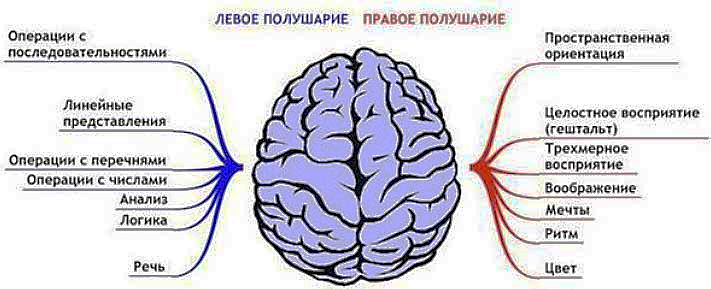 ЛЕВОЕ ПОЛУШАРИЕ ПРАВОЕ ПОЛУШАРИЕ
Операции с
последовательностями
Линейные
представления
Операции с перечнями
Операции с числами
Анализ
Логика
Речь
Пространственная
ориентация
Целостное восприятие
(гештальт)
Трехмерное
восприятие
Воображение
Мечты
Ритм
Цвет